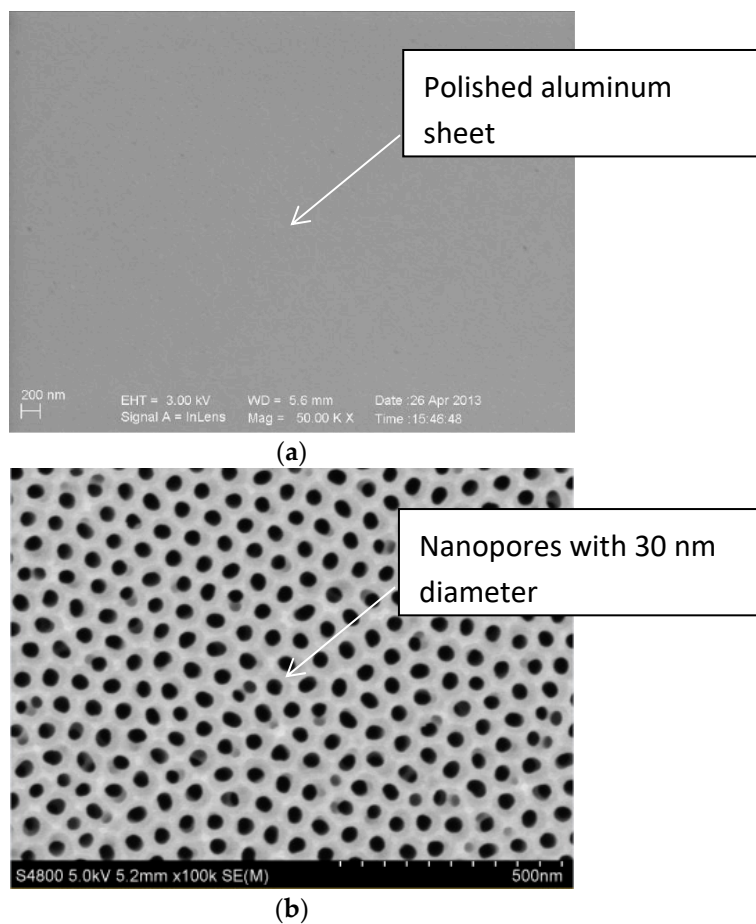 Polished aluminum
sheet
200 nm
EHT = 3.00 kV WD = 5.6 mm Date :26 Apr 2013
Signal A = InLens Mag = 50.00 K X Time :15:46:48
(a)
Nanopores with 30 nm
diameter
S4800 5.0kV 5.2mm x100k SE(M) 500nm
(b)